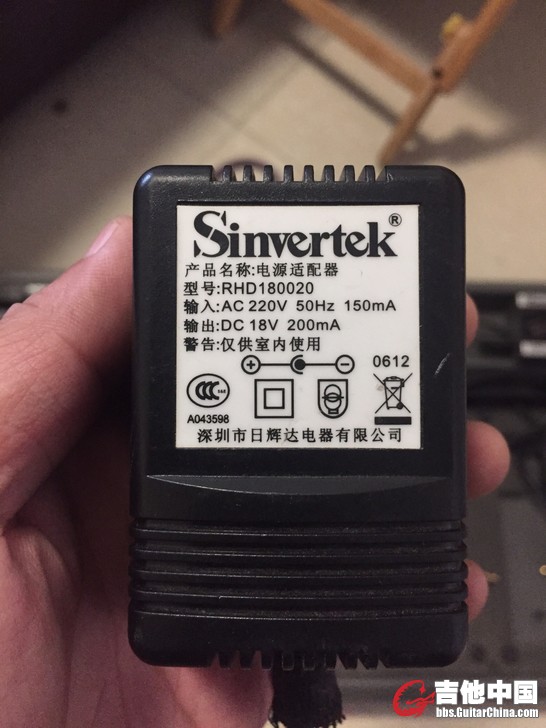 Sinvertek®
产品名称:电源适配器
型号:RHD180020
输入:AC 220V 50Hz 150mA
输出:DC 18V 200mA
警告:仅供室内使用
0612
A043598
深圳市日辉达电器有限公司
吉他中国
bbs.GuitarChina.com